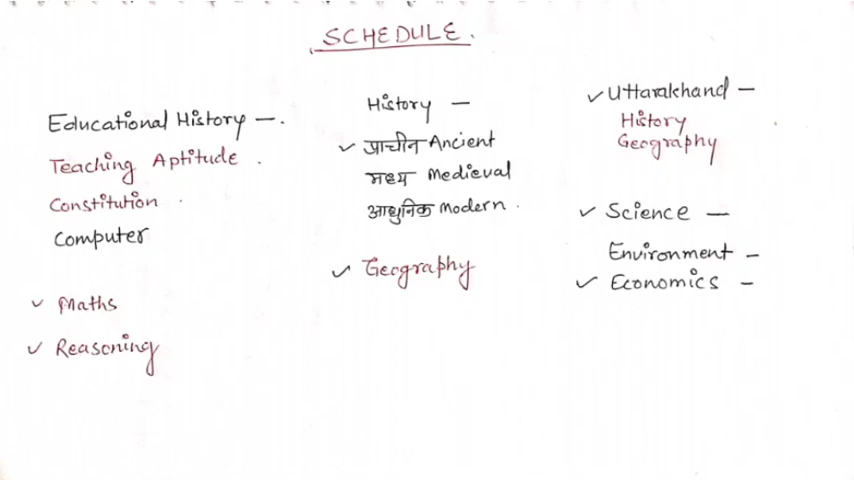 SCHEDULE.
Educational History —.
Teaching Aptitude .
Constitution .
Computer
✓ Maths
✓ Reasoning
History —
✓ प्राचीन Ancient
मध्य Medieval
आधुनिक Modern .
✓ Geography
✓ Uttarakhand —
History
Geography
✓ Science —
Environment —
✓ Economics —